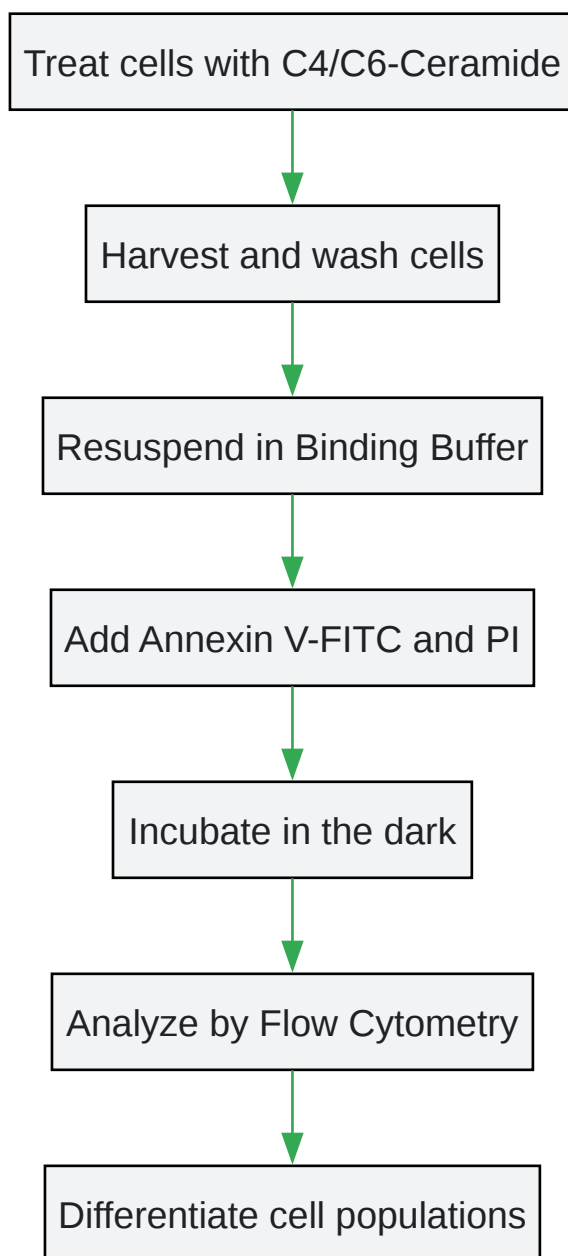 Treat cells with C4/C6-Ceramide
Harvest and wash cells
Resuspend in Binding Buffer
Add Annexin V-FITC and PI
Incubate in the dark
Analyze by Flow Cytometry
Differentiate cell populations